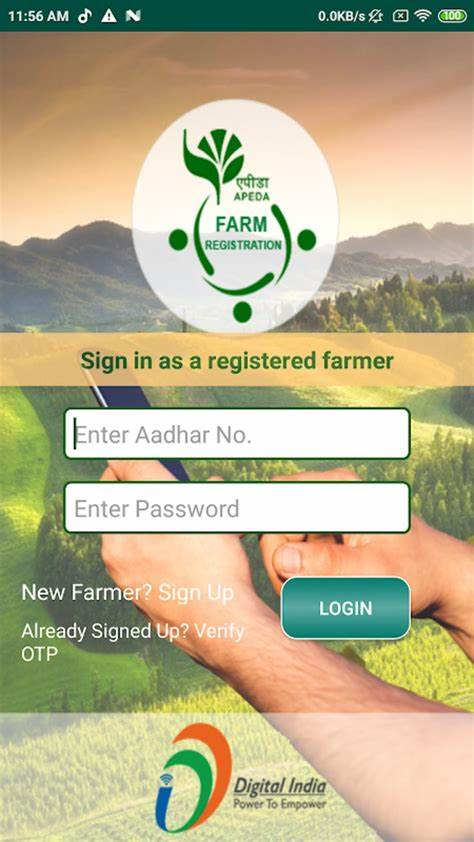 11:56 AM
0.0KB/s
100
एपीडा
APEDA
FARM
REGISTRATION
Sign in as a registered farmer
Enter Aadhar No.
Enter Password
New Farmer? Sign Up
LOGIN
Already Signed Up? Verify
OTP
Digital India
Power To Empower